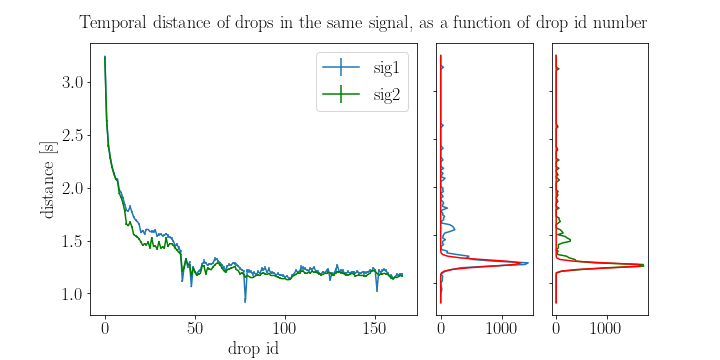 Temporal distance of drops in the same signal, as a function of drop id number
distance [s]
3.0
2.5
2.0
1.5
1.0
sig1
sig2
0
50
100
150
0
1000
0
1000
drop id